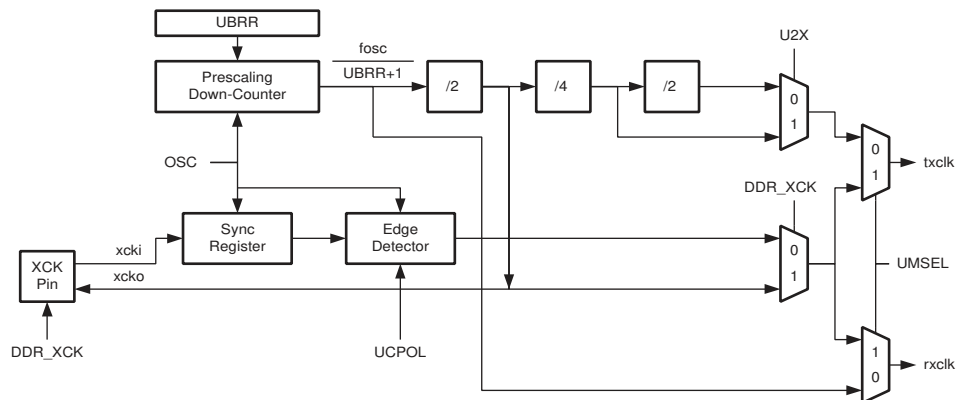 UBRR
U2X
fosc
UBRR+1
Prescaling
Down-Counter
/2
/4
/2
0
1
OSC
0
1
txclk
DDR_XCK
Sync
Register
Edge
Detector
xcki
XCK
Pin
xcko
0
1
UMSEL
DDR_XCK
UCPOL
1
0
rxclk